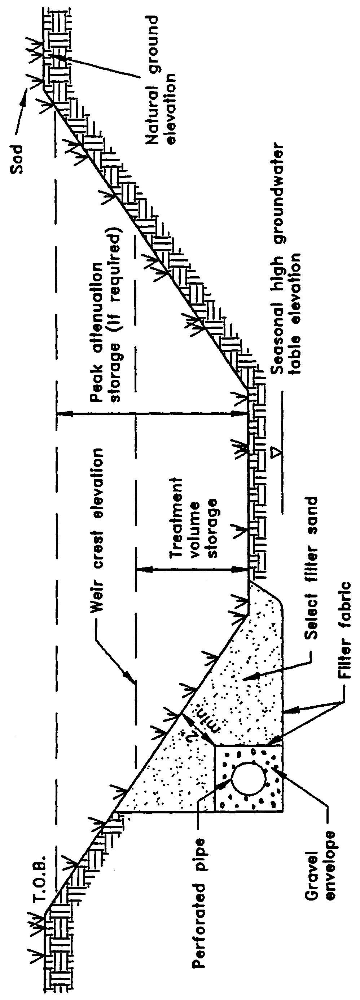 T.O.B.
Sod
Peak attenuation
storage (if required)
Weir crest elevation
Natural ground
elevation
Treatment
volume
storage
2'
min.
Perforated pipe
Seasonal high groundwater
table elevation
Gravel
envelope
Select filter sand
Filter fabric